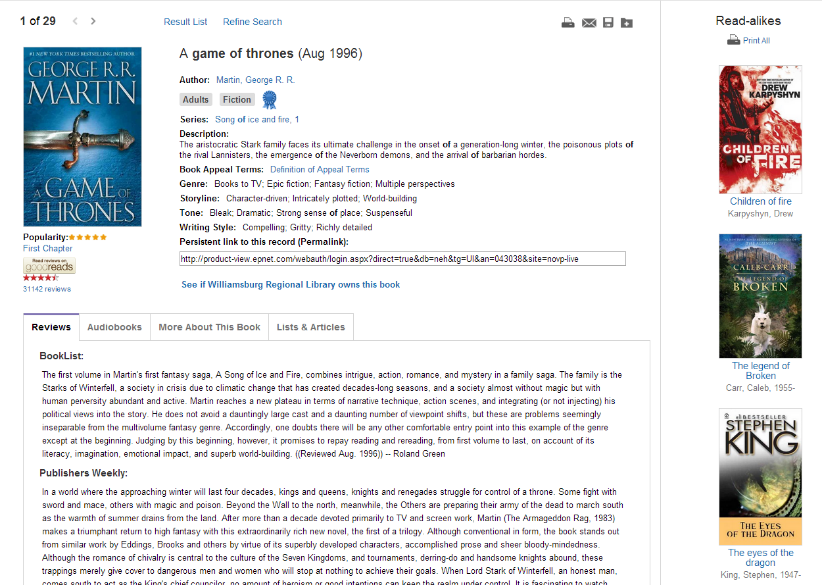 1 of 29
Result List
Refine Search
A game of thrones (Aug 1996)
#1 NEW YORK TIMES BESTSELLING AUTHOR
GEORGE R.R.
MARTIN
A GAME OF
THRONES
Popularity:
First Chapter
Read reviews on
goodreads
31142 reviews
Author: Martin, George R. R.
Adults
Fiction
Series: Song of ice and fire, 1
Description:
The aristocratic Stark family faces its ultimate challenge in the onset of a generation-long winter, the poisonous plots of
the rival Lannisters, the emergence of the Neverborn demons, and the arrival of barbarian hordes.
Book Appeal Terms: Definition of Appeal Terms
Genre: Books to TV; Epic fiction; Fantasy fiction; Multiple perspectives
Storyline: Character-driven; Intricately plotted; World-building
Tone: Bleak; Dramatic; Strong sense of place; Suspenseful
Writing Style: Compelling; Gritty; Richly detailed
Persistent link to this record (Permalink):
http://product-view.epnet.com/webauth/login.aspx?direct=true&db=neh&tg=UI&an=043038&site=novp-live
See if Williamsburg Regional Library owns this book
Reviews
Audiobooks
More About This Book
Lists & Articles
BookList:
The first volume in Martin's first fantasy saga, A Song of Ice and Fire, combines intrigue, action, romance, and mystery in a family saga. The family is the
Starks of Winterfell, a society in crisis due to climatic change that has created decades-long seasons, and a society almost without magic but with
human perversity abundant and active. Martin reaches a new plateau in terms of narrative technique, action scenes, and integrating (or not injecting) his
political views into the story. He does not avoid a dauntingly large cast and a daunting number of viewpoint shifts, but these are problems seemingly
inseparable from the multivolume fantasy genre. Accordingly, one doubts there will be any other comfortable entry point into this example of the genre
except at the beginning. Judging by this beginning, however, it promises to repay reading and rereading, from first volume to last, on account of its
literacy, imagination, emotional impact, and superb world-building. ((Reviewed Aug. 1996)) -- Roland Green
Publishers Weekly:
In a world where the approaching winter will last four decades, kings and queens, knights and renegades struggle for control of a throne. Some fight with
sword and mace, others with magic and poison. Beyond the Wall to the north, meanwhile, the Others are preparing their army of the dead to march south
as the warmth of summer drains from the land. After more than a decade devoted primarily to TV and screen work, Martin (The Armageddon Rag, 1983)
makes a triumphant return to high fantasy with this extraordinarily rich new novel, the first of a trilogy. Although conventional in form, the book stands out
from similar work by Eddings, Brooks and others by virtue of its superbly developed characters, accomplished prose and sheer bloody-mindedness.
Although the romance of chivalry is central to the culture of the Seven Kingdoms, and tournaments, derring-do and handsome knights abound, these
trappings merely give cover to dangerous men and women who will stop at nothing to achieve their goals. When Lord Stark of Winterfell, an honest man,
comes south to act as the King's chief councilor, no amount of heroism or good intentions can keep the realm under control. It is fascinating to watch
Read-alikes
Print All
DREW
KARPYSHYN
CHILDREN
OF FIRE
Children of fire
Karpyshyn, Drew
CALEB CARR
THE LEGEND OF
BROKEN
The legend of
Broken
Carr, Caleb, 1955-
#1 BESTSELLER
STEPHEN
KING
THE EYES
OF THE DRAGON
The eyes of the
dragon
King, Stephen, 1947-